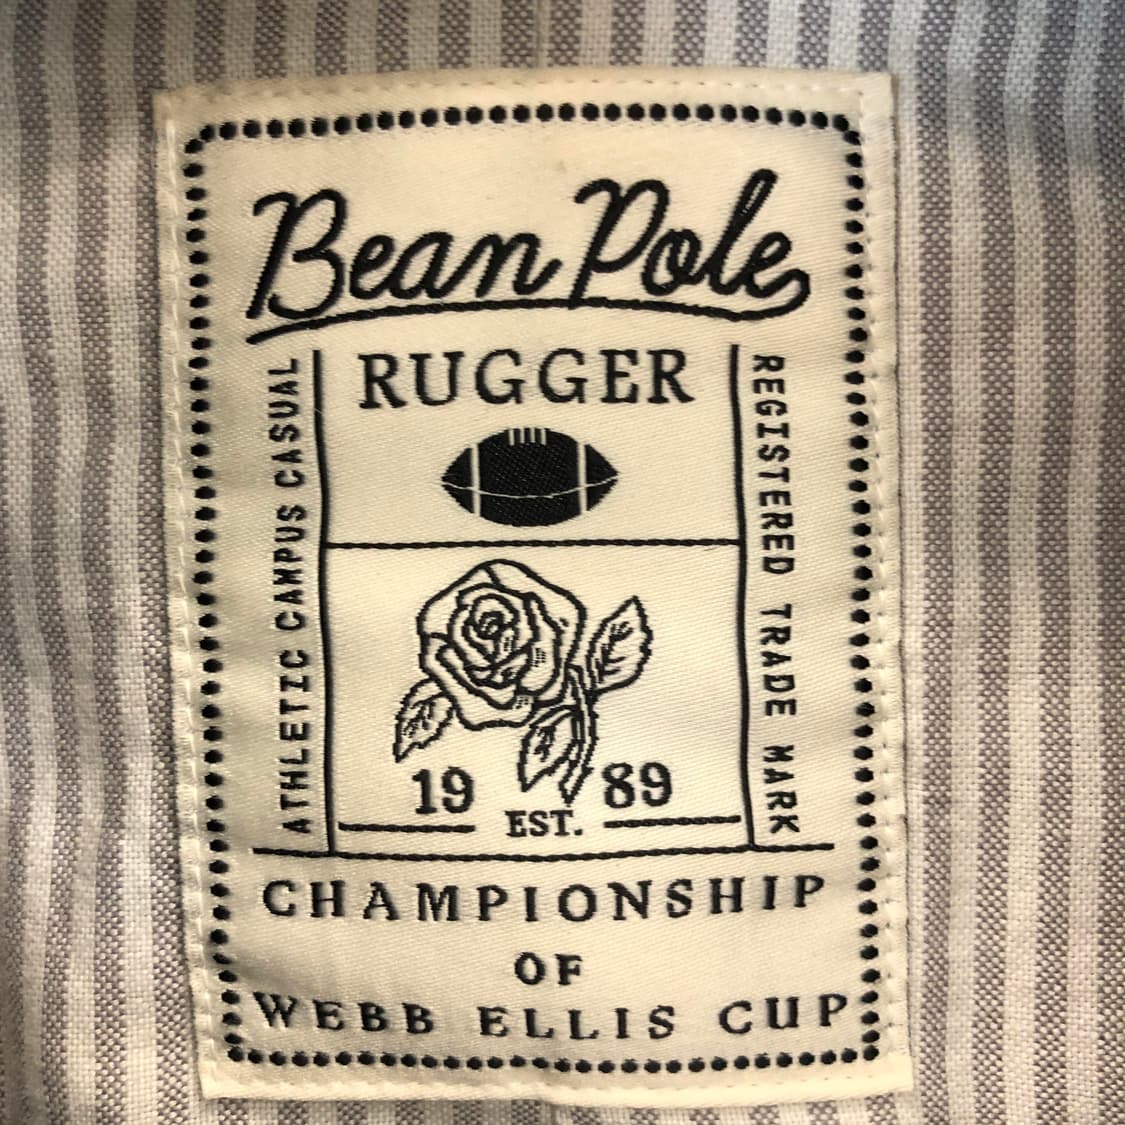 Bean Pole
RUGGER
ATHLETIC CAMPUS CASUAL
REGISTERED TRADE MARK
19 89
EST.
CHAMPIONSHIP
OF
WEBB ELLIS CUP